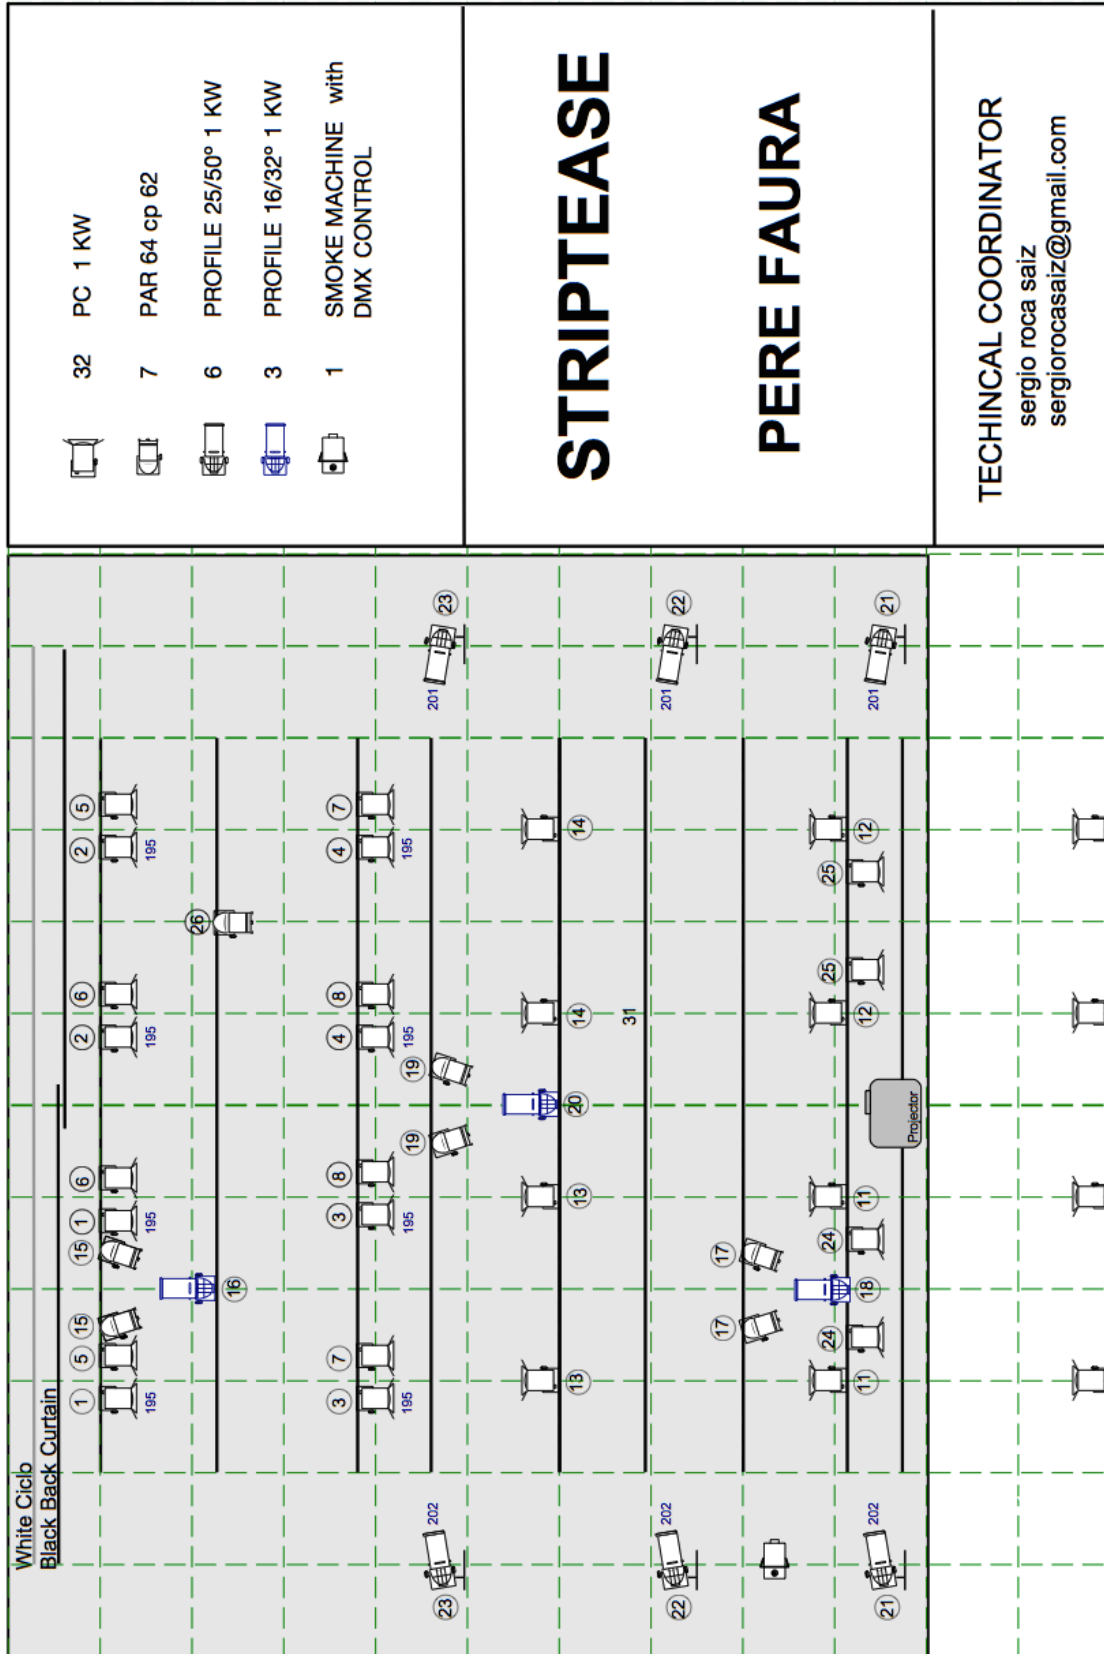 32 PC 1 KW
7 PAR 64 cp 62
6 PROFILE 25/50º 1 KW
3 PROFILE 16/32º 1 KW
1 SMOKE MACHINE with
DMX CONTROL
STRIPTEASE
PERE FAURA
TECHINCAL COORDINATOR
sergio roca saiz
sergiorocasaiz@gmail.com
White Ciclo
Black Back Curtain
1 5 15 15 1 6 2 6 2 5
195 195 195 195
16 26
3 7 3 8 4 8 4 7
195 195 195 195
19 19
23 202 201 23
13 20 13 14 14
31
22 202 201 22
17 17
24 24 25 25
11 18 11 12 12
21 202 201 21
Projector